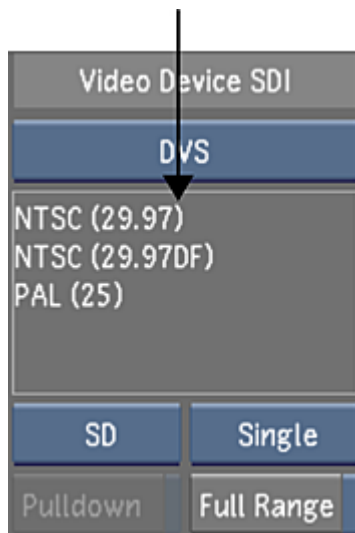 Video Device SDI
DVS
NTSC (29.97)
NTSC (29.97DF)
PAL (25)
SD Single
Pulldown Full Range